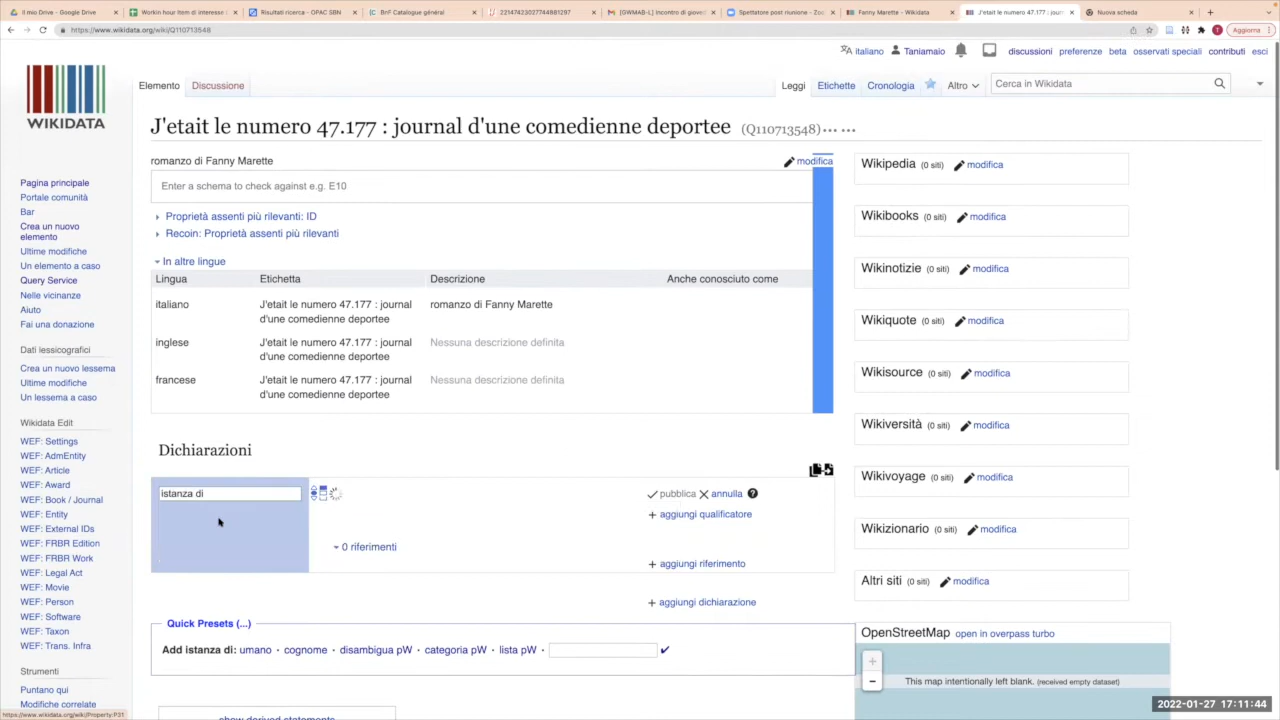 il mio Drive - Google Drive
Workin hour item di interesse
Risultati ricerca - OPAC SBN
BnF Catalogue général
22147423027744881297
[GWMAB-L] Incontro di giove
Spettatore post riunione - Zoo
Fanny Marette - Wikidata
J'etait le numero 47.177 : jour
Nuova scheda
https://www.wikidata.org/wiki/Q110713548
Aggiorna
italiano
Taniamaio
discussioni preferenze beta osservati speciali contributi esci
Elemento Discussione
Leggi Etichette Cronologia Altro
Cerca in Wikidata
WIKIDATA
J'etait le numero 47.177 : journal d'une comedienne deportee (Q110713548)
romanzo di Fanny Marette
modifica
Enter a schema to check against e.g. E10
Proprietà assenti più rilevanti: ID
Recoin: Proprietà assenti più rilevanti
In altre lingue
Lingua Etichetta Descrizione Anche conosciuto come
italiano J'etait le numero 47.177 : journal romanzo di Fanny Marette
d'une comedienne deportee
inglese J'etait le numero 47.177 : journal Nessuna descrizione definita
d'une comedienne deportee
francese J'etait le numero 47.177 : journal Nessuna descrizione definita
d'une comedienne deportee
Dichiarazioni
istanza di
pubblica annulla
+ aggiungi qualificatore
0 riferimenti
+ aggiungi riferimento
+ aggiungi dichiarazione
Quick Presets (...)
Add istanza di: umano · cognome · disambigua pW · categoria pW · lista pW ·
show derived statements
Pagina principale
Portale comunità
Bar
Crea un nuovo
elemento
Ultime modifiche
Un elemento a caso
Query Service
Nelle vicinanze
Aiuto
Fai una donazione
Dati lessicografici
Crea un nuovo lessema
Ultime modifiche
Un lessema a caso
Wikidata Edit
WEF: Settings
WEF: AdmEntity
WEF: Article
WEF: Award
WEF: Book / Journal
WEF: Entity
WEF: External IDs
WEF: FRBR Edition
WEF: FRBR Work
WEF: Legal Act
WEF: Movie
WEF: Person
WEF: Software
WEF: Taxon
WEF: Trans. Infra
Strumenti
Puntano qui
Modifiche correlate
https://www.wikidata.org/wiki/Property:P31
Wikipedia (0 siti) modifica
Wikibooks (0 siti) modifica
Wikinotizie (0 siti) modifica
Wikiquote (0 siti) modifica
Wikisource (0 siti) modifica
Wikiversità (0 siti) modifica
Wikivoyage (0 siti) modifica
Wikizionario (0 siti) modifica
Altri siti (0 siti) modifica
OpenStreetMap open in overpass turbo
+
−
This map intentionally left blank. (received empty dataset)
2022-01-27 17:11:44